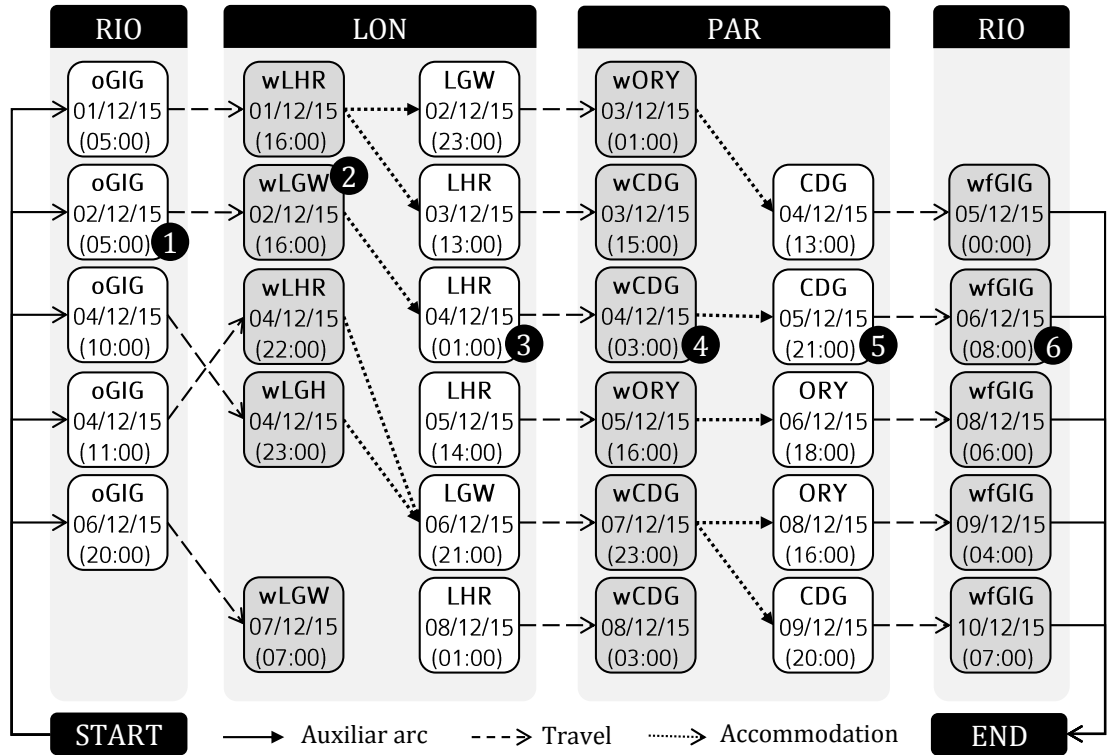 RIO
LON
PAR
RIO
oGIG
01/12/15
(05:00)
wLHR
01/12/15
(16:00)
LGW
02/12/15
(23:00)
wORY
03/12/15
(01:00)
oGIG
02/12/15
(05:00)
1
wLGW
02/12/15
(16:00)
2
LHR
03/12/15
(13:00)
wCDG
03/12/15
(15:00)
CDG
04/12/15
(13:00)
wfGIG
05/12/15
(00:00)
oGIG
04/12/15
(10:00)
wLHR
04/12/15
(22:00)
LHR
04/12/15
(01:00)
3
wCDG
04/12/15
(03:00)
4
CDG
05/12/15
(21:00)
5
wfGIG
06/12/15
(08:00)
6
oGIG
04/12/15
(11:00)
wLGH
04/12/15
(23:00)
LHR
05/12/15
(14:00)
wORY
05/12/15
(16:00)
ORY
06/12/15
(18:00)
wfGIG
08/12/15
(06:00)
oGIG
06/12/15
(20:00)
LGW
06/12/15
(21:00)
wCDG
07/12/15
(23:00)
ORY
08/12/15
(16:00)
wfGIG
09/12/15
(04:00)
wLGW
07/12/15
(07:00)
LHR
08/12/15
(01:00)
wCDG
08/12/15
(03:00)
CDG
09/12/15
(20:00)
wfGIG
10/12/15
(07:00)
START
Auxiliar arc
Travel
Accommodation
END